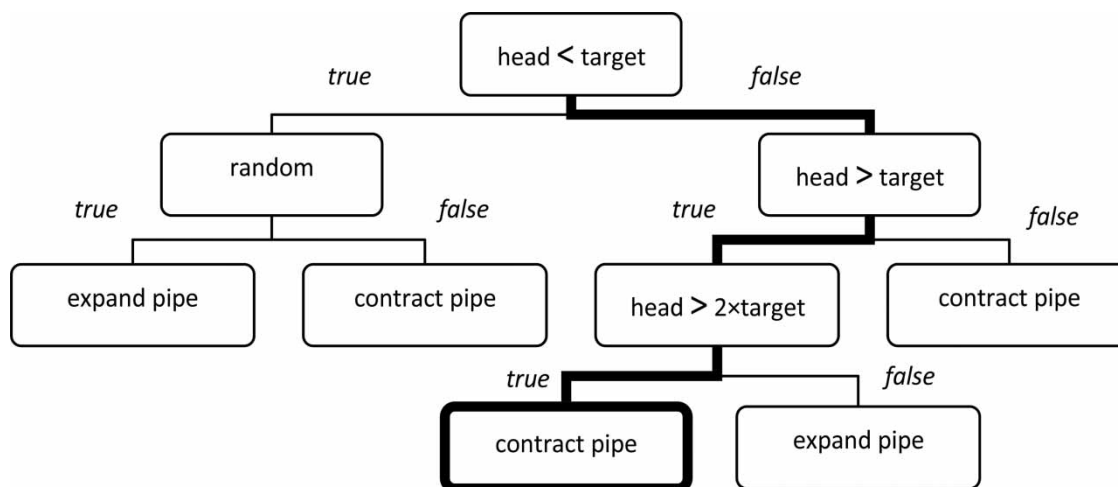 head < target
true
false
random
head > target
true
false
true
false
expand pipe
contract pipe
head > 2×target
contract pipe
true
false
contract pipe
expand pipe